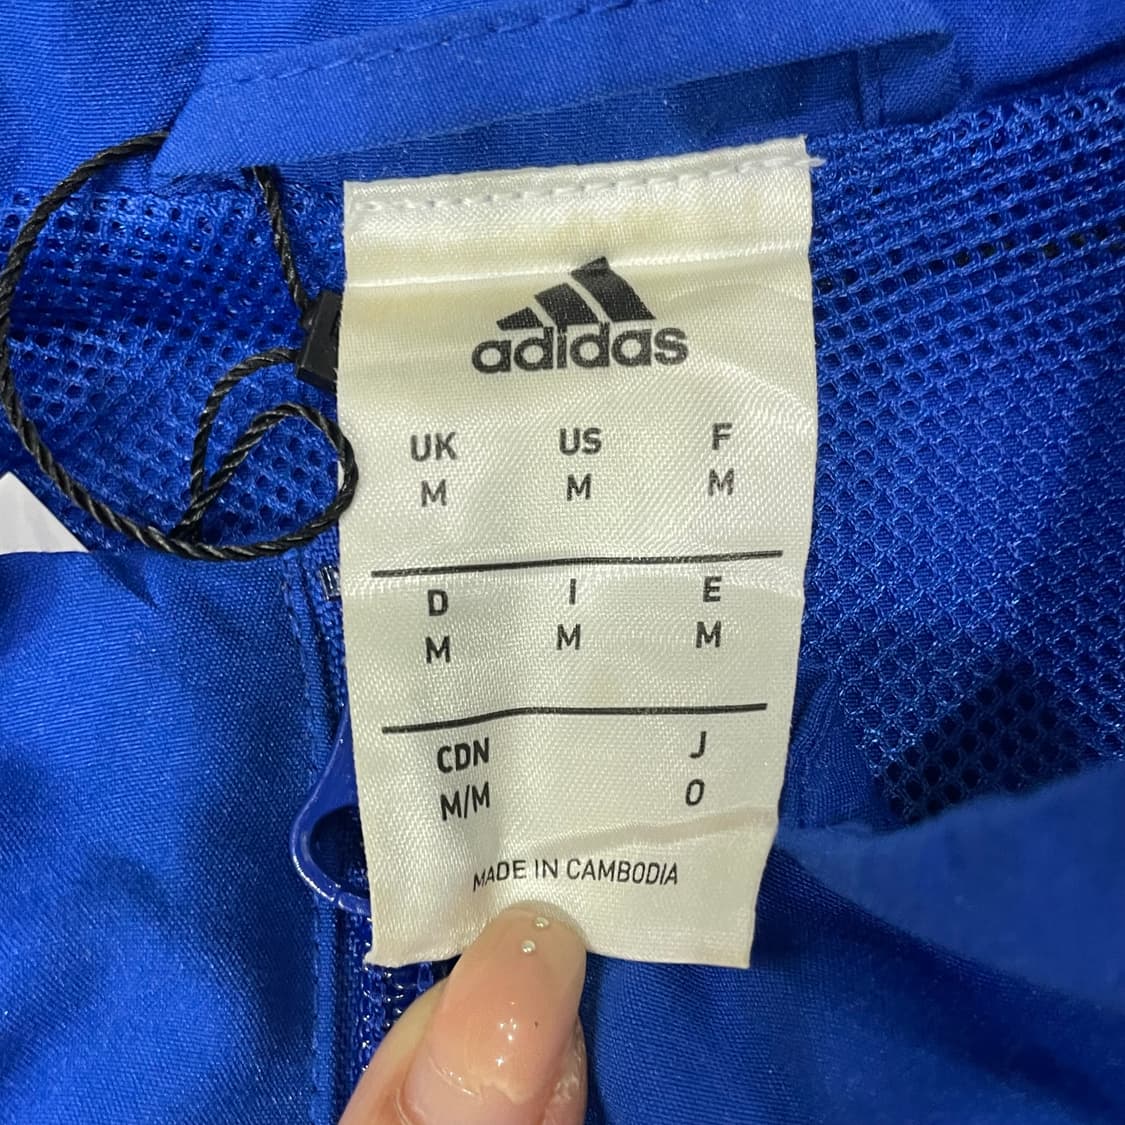 adidas
UK US F
M M M
D I E
M M M
CDN J
M/M O
MADE IN CAMBODIA